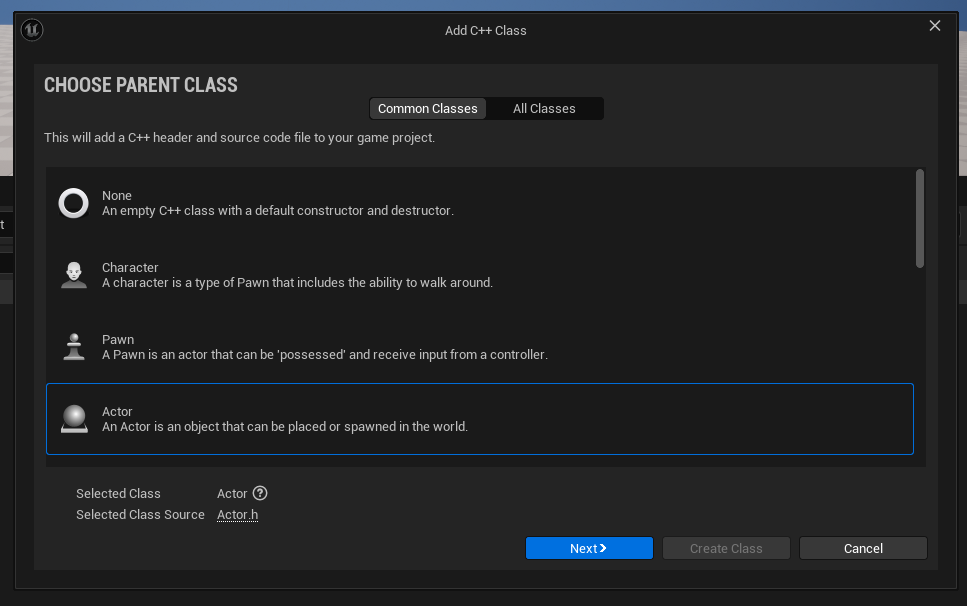 Add C++ Class
CHOOSE PARENT CLASS
Common Classes
All Classes
This will add a C++ header and source code file to your game project.
None
An empty C++ class with a default constructor and destructor.
Character
A character is a type of Pawn that includes the ability to walk around.
Pawn
A Pawn is an actor that can be 'possessed' and receive input from a controller.
Actor
An Actor is an object that can be placed or spawned in the world.
Selected Class Actor ?
Selected Class Source Actor.h
Next
Create Class
Cancel